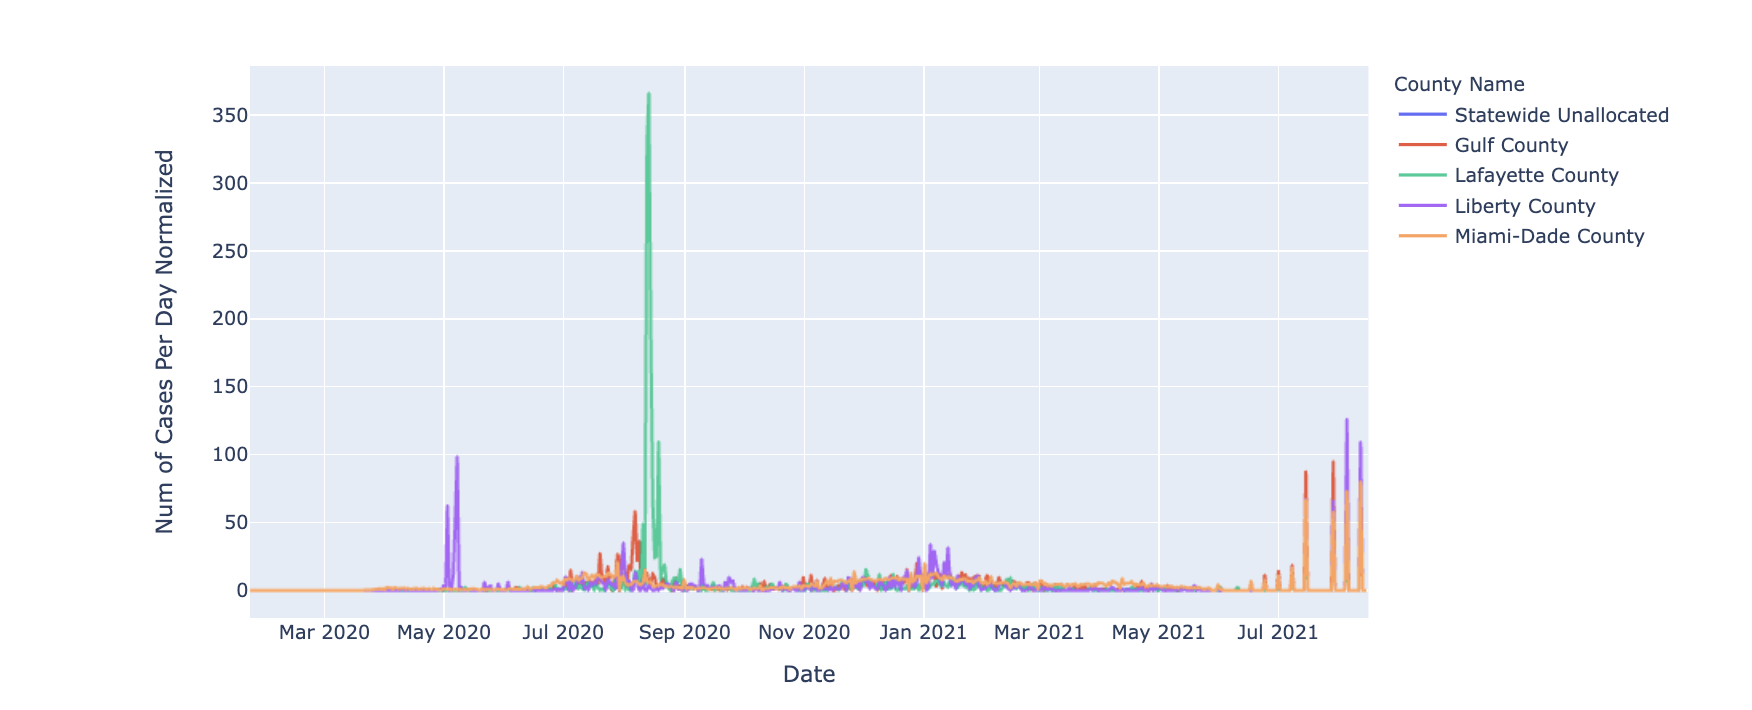 County Name
Statewide Unallocated
Gulf County
Lafayette County
Liberty County
Miami-Dade County
Num of Cases Per Day Normalized
350
300
250
200
150
100
50
0
Mar 2020 May 2020 Jul 2020 Sep 2020 Nov 2020 Jan 2021 Mar 2021 May 2021 Jul 2021
Date